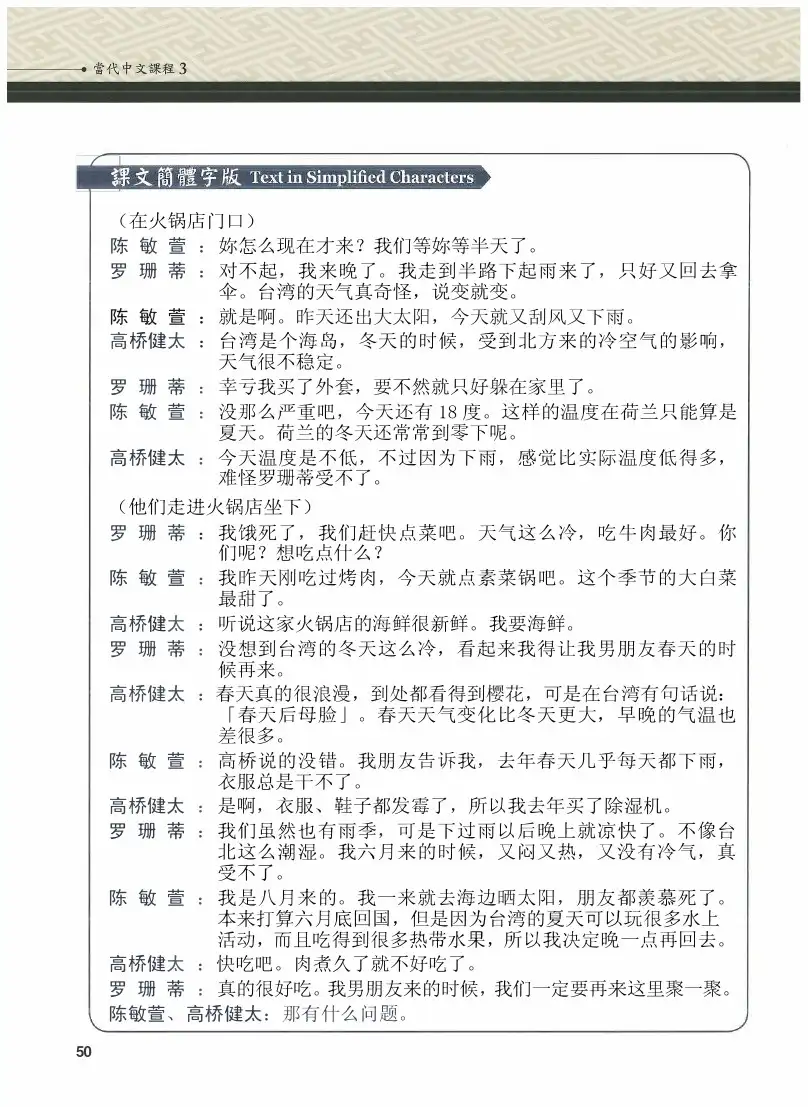 當代中文課程 3
課文簡體字版 Text in Simplified Characters
（在火锅店门口）
陈 敏 萱 ：妳怎么现在才来？我们等妳等半天了。
罗 珊 蒂 ：对不起，我来晚了。我走到半路下起雨来了，只好又回去拿
伞。台湾的天气真奇怪，说变就变。
陈 敏 萱 ：就是啊。昨天还出大太阳，今天就又刮风又下雨。
高桥健太 ：台湾是个海岛，冬天的时候，受到北方来的冷空气的影响，
天气很不稳定。
罗 珊 蒂 ：幸亏我买了外套，要不然就只好躲在家里了。
陈 敏 萱 ：没那么严重吧，今天还有 18 度。这样的温度在荷兰只能算是
夏天。荷兰的冬天还常常到零下呢。
高桥健太 ：今天温度是不低，不过因为下雨，感觉比实际温度低得多，
难怪罗珊蒂受不了。
（他们走进火锅店坐下）
罗 珊 蒂 ：我饿死了，我们赶快点菜吧。天气这么冷，吃牛肉最好。你
们呢？想吃点什么？
陈 敏 萱 ：我昨天刚吃过烤肉，今天就点素菜锅吧。这个季节的大白菜
最甜了。
高桥健太 ：听说这家火锅店的海鲜很新鲜。我要海鲜。
罗 珊 蒂 ：没想到台湾的冬天这么冷，看起来我得让我男朋友春天的时
候再来。
高桥健太 ：春天真的很浪漫，到处都看得到樱花，可是在台湾有句话说：
「春天后母脸」。春天天气变化比冬天更大，早晚的气温也
差很多。
陈 敏 萱 ：高桥说的没错。我朋友告诉我，去年春天几乎每天都下雨，
衣服总是干不了。
高桥健太 ：是啊，衣服、鞋子都发霉了，所以我去年买了除湿机。
罗 珊 蒂 ：我们虽然也有雨季，可是下过雨以后晚上就凉快了。不像台
北这么潮湿。我六月来的时候，又闷又热，又没有冷气，真
受不了。
陈 敏 萱 ：我是八月来的。我一来就去海边晒太阳，朋友都羡慕死了。
本来打算六月底回国，但是因为台湾的夏天可以玩很多水上
活动，而且吃得到很多热带水果，所以我决定晚一点再回去。
高桥健太 ：快吃吧。肉煮久了就不好吃了。
罗 珊 蒂 ：真的很好吃。我男朋友来的时候，我们一定要再来这里聚一聚。
陈敏萱、高桥健太：那有什么问题。
50